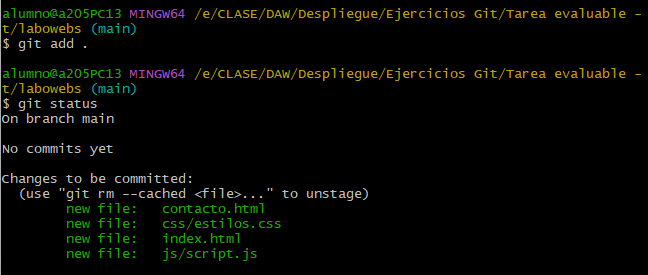 alumno@a205PC13 MINGW64 /e/CLASE/DAW/Despliegue/Ejercicios Git/Tarea evaluable -
t/labowebs (main)
$ git add .
alumno@a205PC13 MINGW64 /e/CLASE/DAW/Despliegue/Ejercicios Git/Tarea evaluable -
t/labowebs (main)
$ git status
On branch main
No commits yet
Changes to be committed:
  (use "git rm --cached <file>..." to unstage)
        new file:   contacto.html
        new file:   css/estilos.css
        new file:   index.html
        new file:   js/script.js